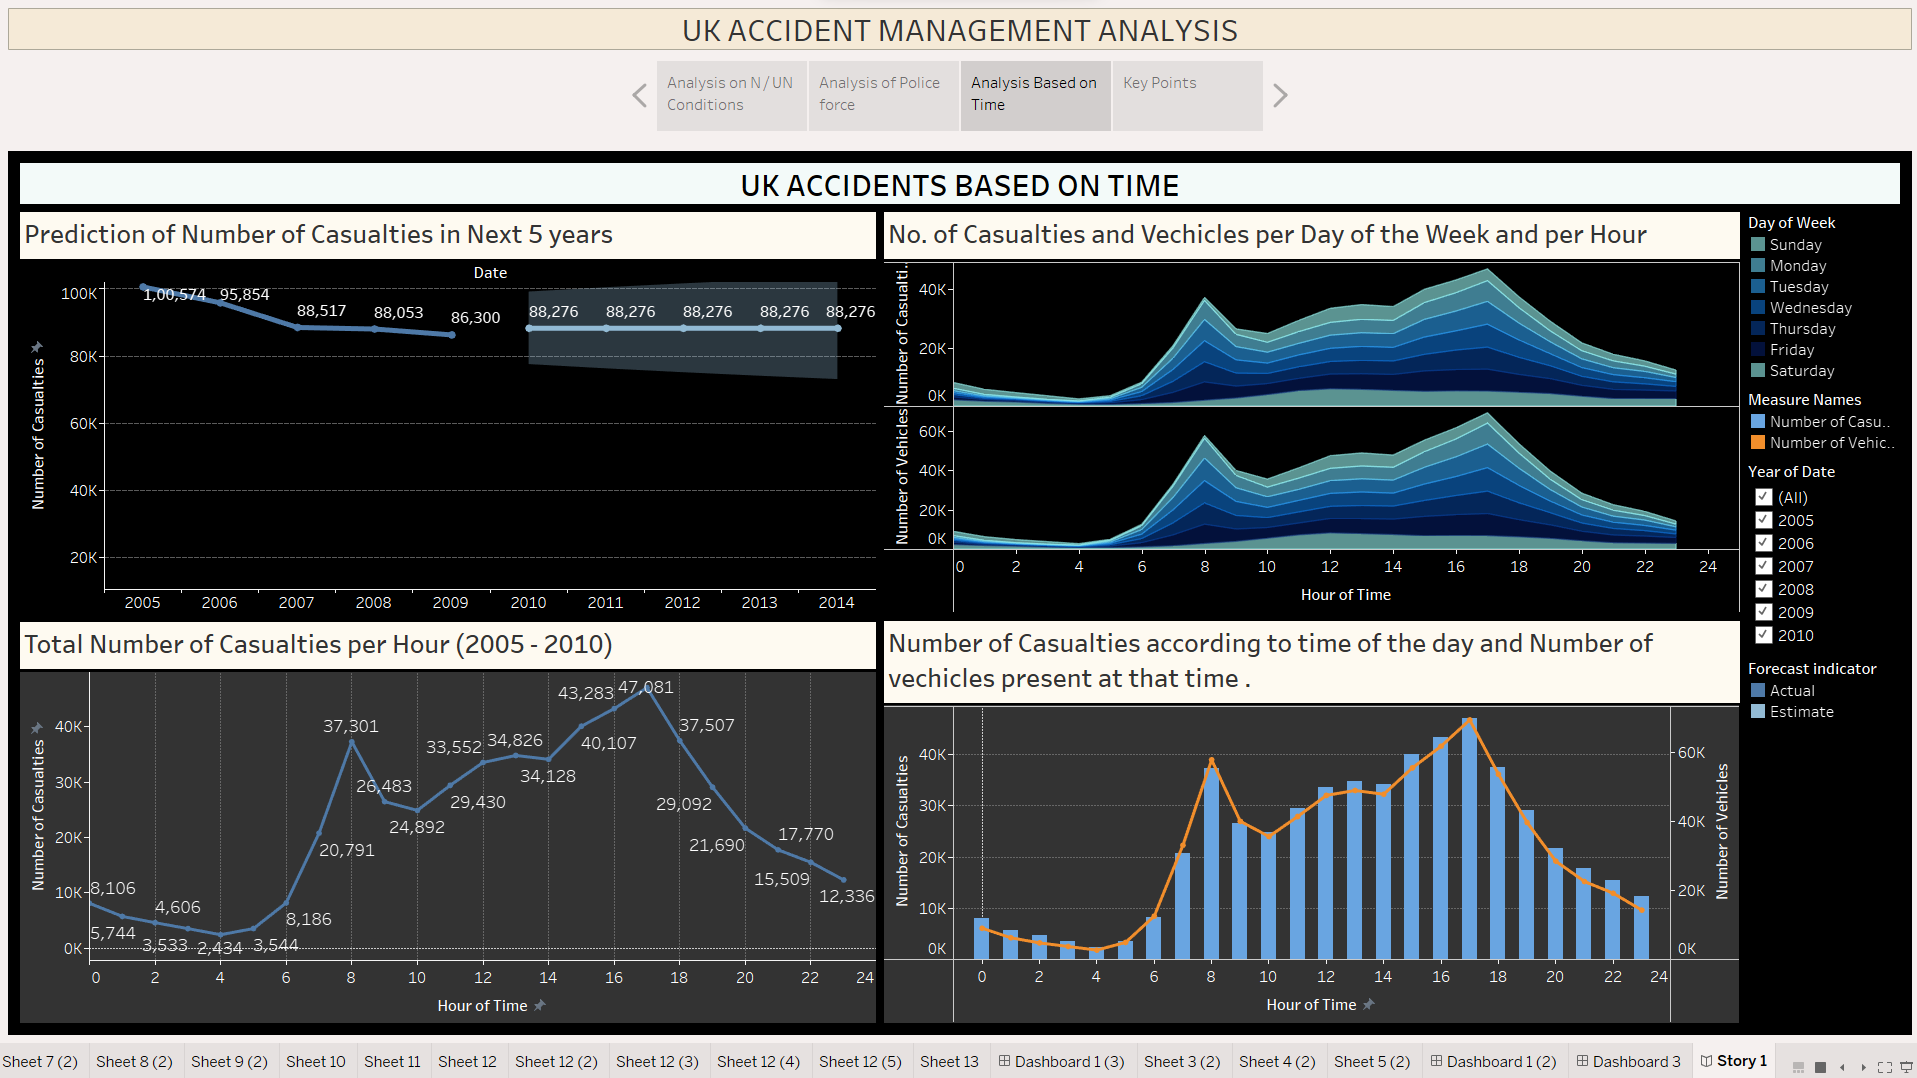 UK ACCIDENT MANAGEMENT ANALYSIS
Analysis on N / UN
Conditions
Analysis of Police
force
Analysis Based on
Time
Key Points
UK ACCIDENTS BASED ON TIME
Prediction of Number of Casualties in Next 5 years
Date
Number of Casualties
100K
80K
60K
40K
20K
1,00,574
95,854
88,517
88,053
86,300
88,276
88,276
88,276
88,276
88,276
2005 2006 2007 2008 2009 2010 2011 2012 2013 2014
No. of Casualties and Vechicles per Day of the Week and per Hour
Number of Casualti..
40K
20K
0K
Number of Vehicles
60K
40K
20K
0K
0 2 4 6 8 10 12 14 16 18 20 22 24
Hour of Time
Day of Week
Sunday
Monday
Tuesday
Wednesday
Thursday
Friday
Saturday
Measure Names
Number of Casu..
Number of Vehic..
Year of Date
(All)
2005
2006
2007
2008
2009
2010
Forecast indicator
Actual
Estimate
Total Number of Casualties per Hour (2005 - 2010)
Number of Casualties
40K
30K
20K
10K
0K
8,106
5,744
4,606
3,533
2,434
3,544
8,186
20,791
37,301
26,483
24,892
29,430
33,552
34,826
34,128
40,107
43,283
47,081
37,507
29,092
21,690
17,770
15,509
12,336
0 2 4 6 8 10 12 14 16 18 20 22 24
Hour of Time
Number of Casualties according to time of the day and Number of
vechicles present at that time .
Number of Casualties
40K
30K
20K
10K
0K
Number of Vehicles
60K
40K
20K
0K
0 2 4 6 8 10 12 14 16 18 20 22 24
Hour of Time
Sheet 7 (2) Sheet 8 (2) Sheet 9 (2) Sheet 10 Sheet 11 Sheet 12 Sheet 12 (2) Sheet 12 (3) Sheet 12 (4) Sheet 12 (5) Sheet 13 Dashboard 1 (3) Sheet 3 (2) Sheet 4 (2) Sheet 5 (2) Dashboard 1 (2) Dashboard 3 Story 1